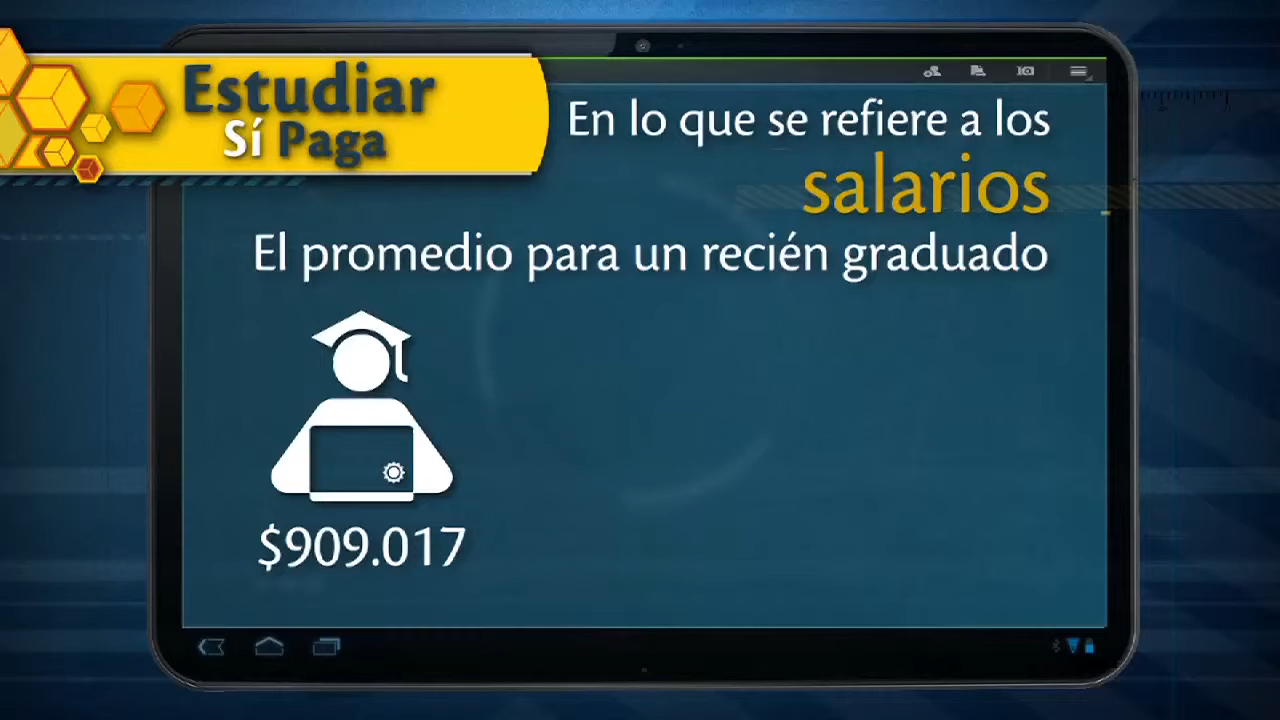 Estudiar
Sí Paga
En lo que se refiere a los
salarios
El promedio para un recién graduado
$909.017